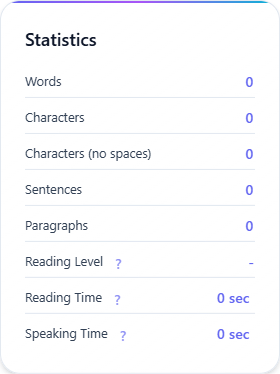 Statistics
Words 0
Characters 0
Characters (no spaces) 0
Sentences 0
Paragraphs 0
Reading Level ? -
Reading Time ? 0 sec
Speaking Time ? 0 sec